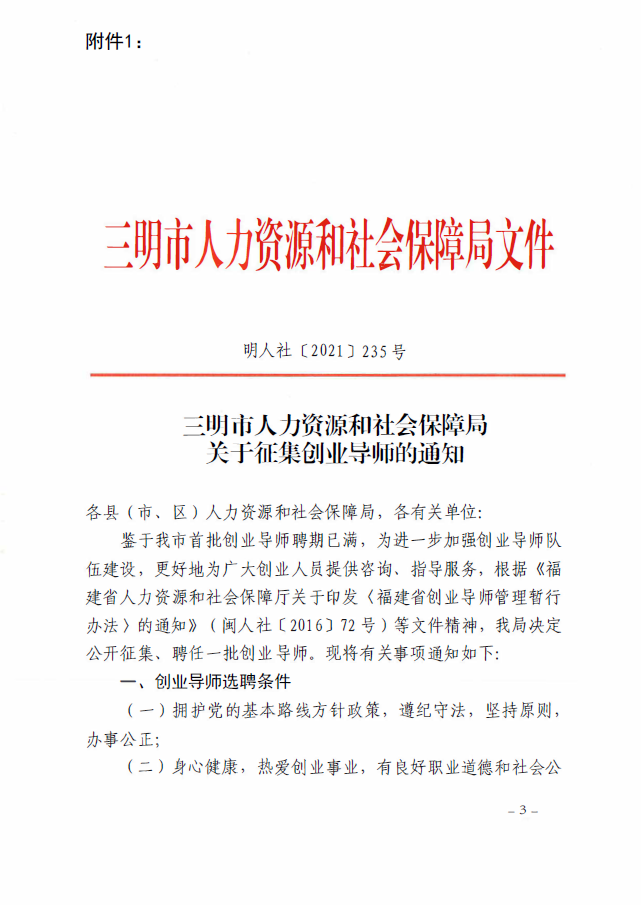 附件1：
三明市人力资源和社会保障局文件
明人社〔2021〕235号
三明市人力资源和社会保障局
关于征集创业导师的通知
各县（市、区）人力资源和社会保障局，各有关单位：
鉴于我市首批创业导师聘期已满，为进一步加强创业导师队
伍建设，更好地为广大创业人员提供咨询、指导服务，根据《福
建省人力资源和社会保障厅关于印发〈福建省创业导师管理暂行
办法〉的通知》（闽人社〔2016〕72号）等文件精神，我局决定
公开征集、聘任一批创业导师。现将有关事项通知如下：
一、创业导师选聘条件
（一）拥护党的基本路线方针政策，遵纪守法，坚持原则，
办事公正；
（二）身心健康，热爱创业事业，有良好职业道德和社会公
- 3 -